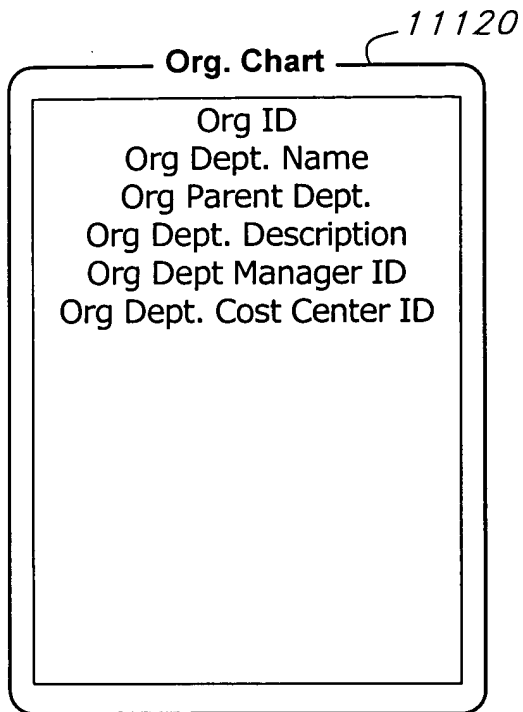 11120
Org. Chart
Org ID
Org Dept. Name
Org Parent Dept.
Org Dept. Description
Org Dept Manager ID
Org Dept. Cost Center ID